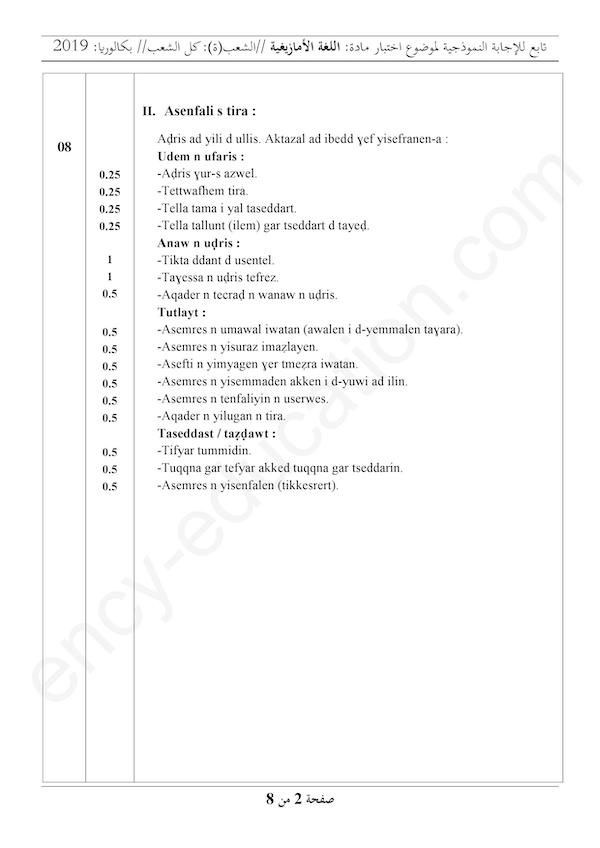 تابع للإجابة النموذجية لموضوع اختبار مادة: اللغة الأمازيغية //الشعب(ة): كل الشعب// بكالوريا: 2019
II. Asenfali s tira :
08
Aḍris ad yili d ullis. Aktazal ad ibedd ɣef yisefranen-a :
Udem n ufaris :
0.25 -Aḍris ɣur-s azwel.
0.25 -Tettwafhem tira.
0.25 -Tella tama i yal taseddart.
0.25 -Tella tallunt (ilem) gar tseddart d tayeḍ.
Anaw n uḍris :
1 -Tikta ddant d usentel.
1 -Taɣessa n uḍris tefrez.
0.5 -Aqader n tecraḍ n wanaw n uḍris.
Tutlayt :
0.5 -Asemres n umawal iwatan (awalen i d-yemmalen taɣara).
0.5 -Asemres n yisuraz imaẓlayen.
0.5 -Asefti n yimyagen ɣer tmeẓra iwatan.
0.5 -Asemres n yisemmaden akken i d-yuwi ad ilin.
0.5 -Asemres n tenfaliyin n userwes.
0.5 -Aqader n yilugan n tira.
Taseddast / taẓḍawt :
0.5 -Tifyar tummidin.
0.5 -Tuqqna gar tefyar akked tuqqna gar tseddarin.
0.5 -Asemres n yisenfalen (tikkesrert).
ency-education.com
صفحة 2 من 8